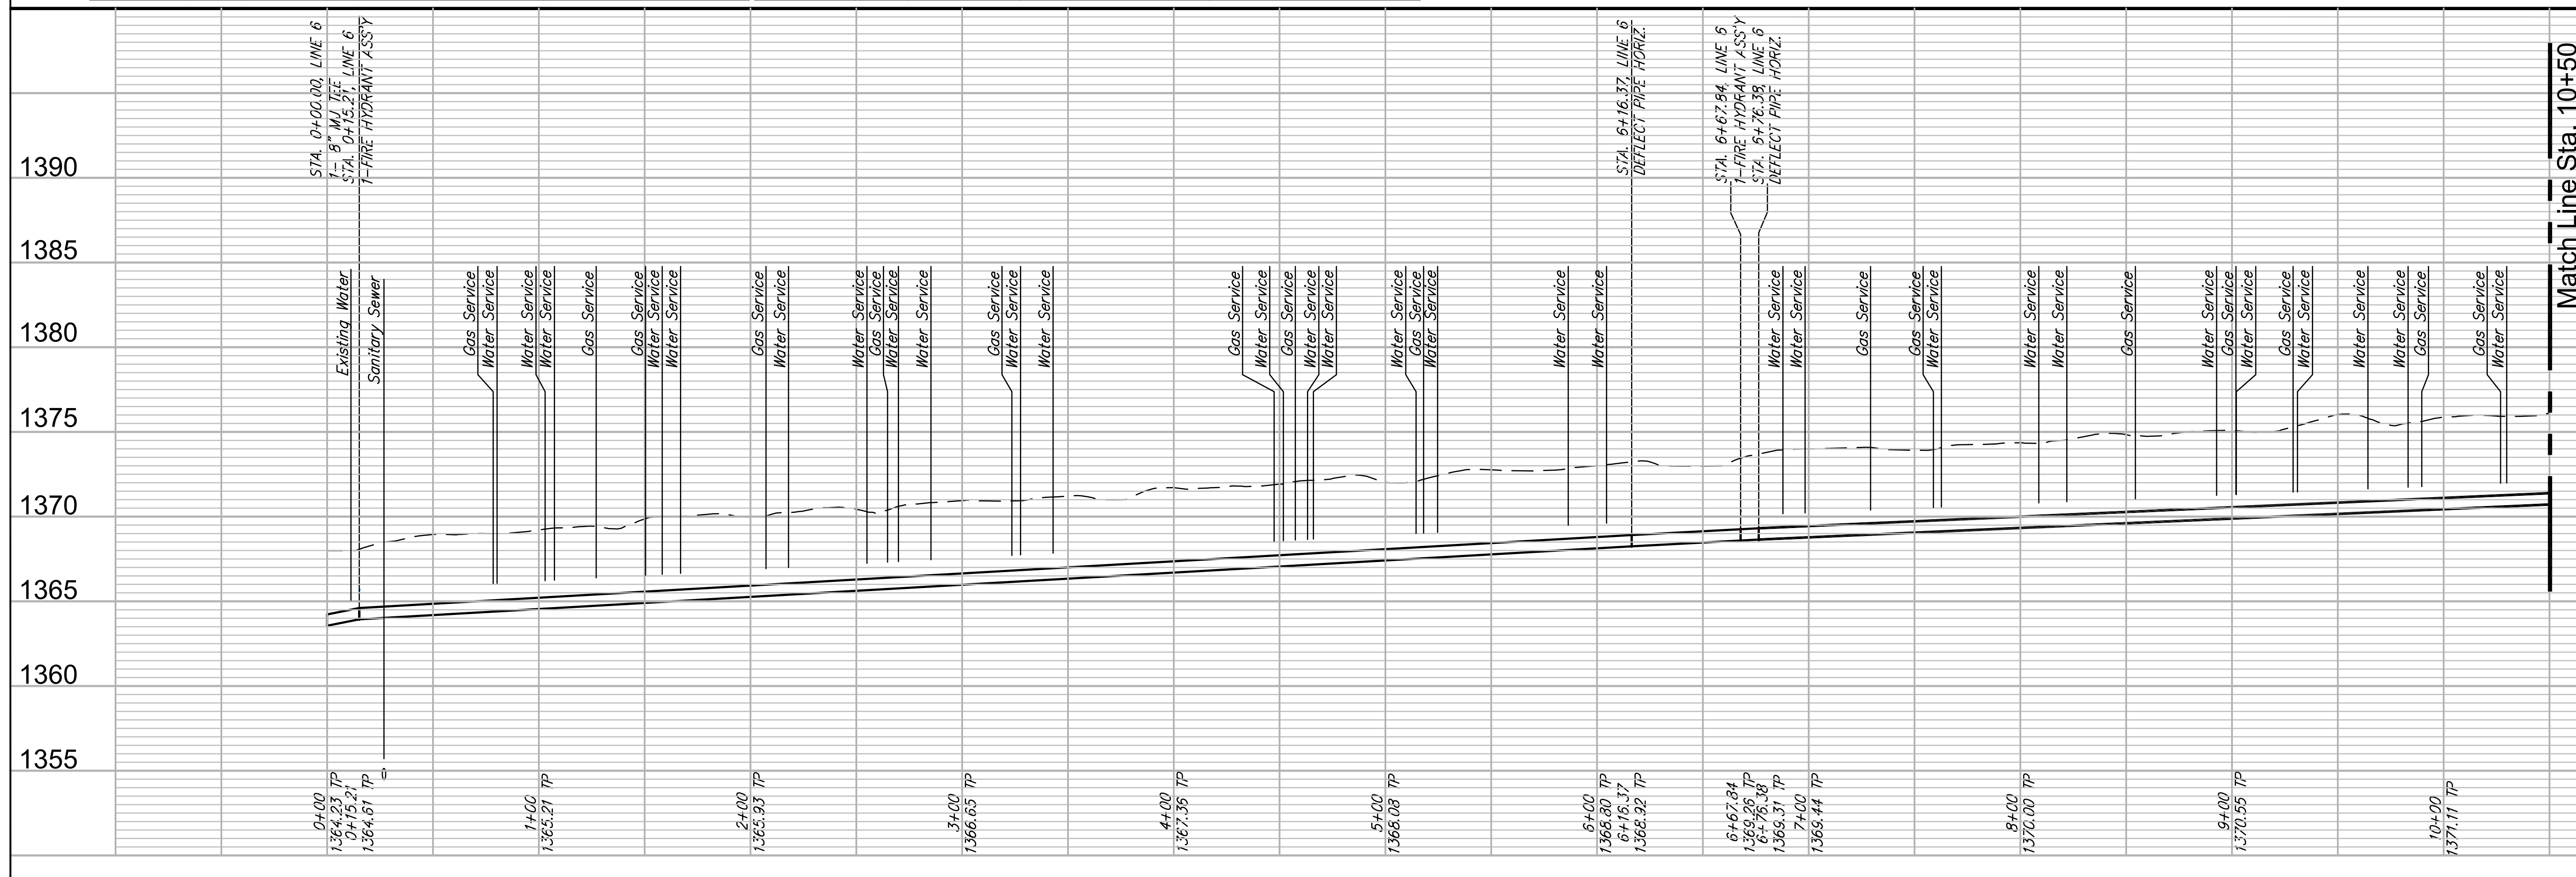 STA. 0+00.00, LINE 6
1- 8" MJ TEE
STA. 0+15.21, LINE 6
1-FIRE HYDRANT ASS'Y
STA. 6+16.37, LINE 6
DEFLECT PIPE HORIZ.
STA. 6+67.84, LINE 6
1-FIRE HYDRANT ASS'Y
STA. 6+76.38, LINE 6
DEFLECT PIPE HORIZ.
Match Line Sta. 10+50
1390
1385
1380
1375
1370
1365
1360
1355
Existing Water
Sanitary Sewer
Gas Service
Water Service
Water Service
Water Service
Gas Service
Gas Service
Water Service
Water Service
Gas Service
Water Service
Water Service
Gas Service
Water Service
Water Service
Gas Service
Water Service
Water Service
Gas Service
Water Service
Gas Service
Water Service
Water Service
Water Service
Gas Service
Water Service
Water Service
Water Service
Water Service
Water Service
Gas Service
Gas Service
Water Service
Water Service
Water Service
Gas Service
Water Service
Gas Service
Water Service
Gas Service
Water Service
Water Service
Water Service
Gas Service
Gas Service
Water Service
0+00
1364.23 TP
0+15.21
1364.61 TP
1+00
1365.21 TP
2+00
1365.93 TP
3+00
1366.65 TP
4+00
1367.36 TP
5+00
1368.08 TP
6+00
1368.80 TP
6+16.37
1368.92 TP
6+67.84
1369.26 TP
6+76.38
1369.31 TP
7+00
1369.44 TP
8+00
1370.00 TP
9+00
1370.55 TP
10+00
1371.11 TP